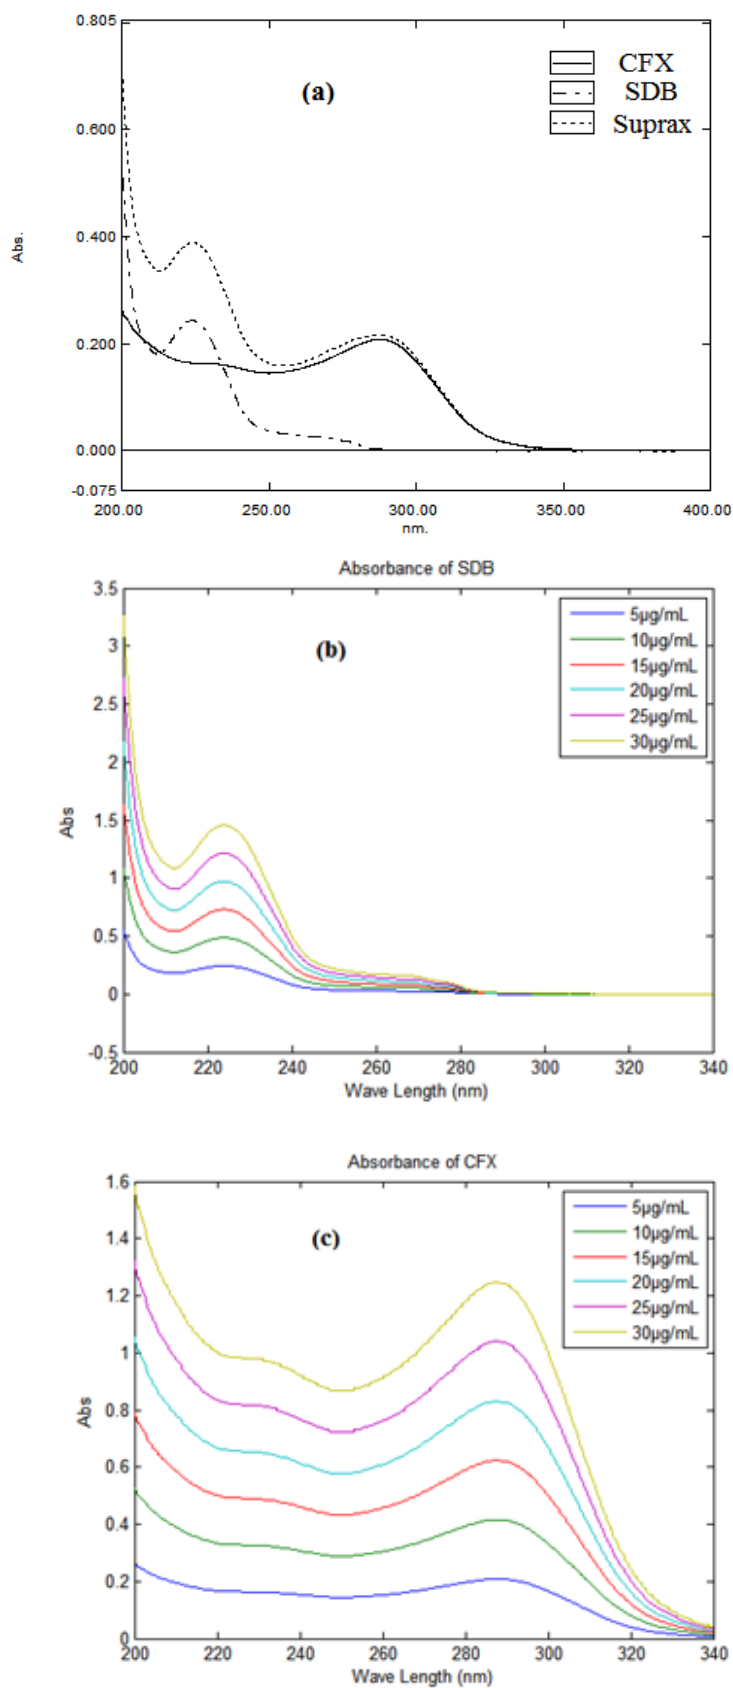 0.805
(a)
CFX
SDB
Suprax
0.600
0.400
Abs.
0.200
0.000
-0.075
200.00 250.00 300.00 350.00 400.00
nm.
Absorbance of SDB
3.5
(b)
5µg/mL
10µg/mL
15µg/mL
20µg/mL
25µg/mL
30µg/mL
3
2.5
2
1.5
Abs
1
0.5
0
-0.5
200 220 240 260 280 300 320 340
Wave Length (nm)
Absorbance of CFX
1.6
(c)
5µg/mL
10µg/mL
15µg/mL
20µg/mL
25µg/mL
30µg/mL
1.4
1.2
1
0.8
Abs
0.6
0.4
0.2
0
200 220 240 260 280 300 320 340
Wave Length (nm)